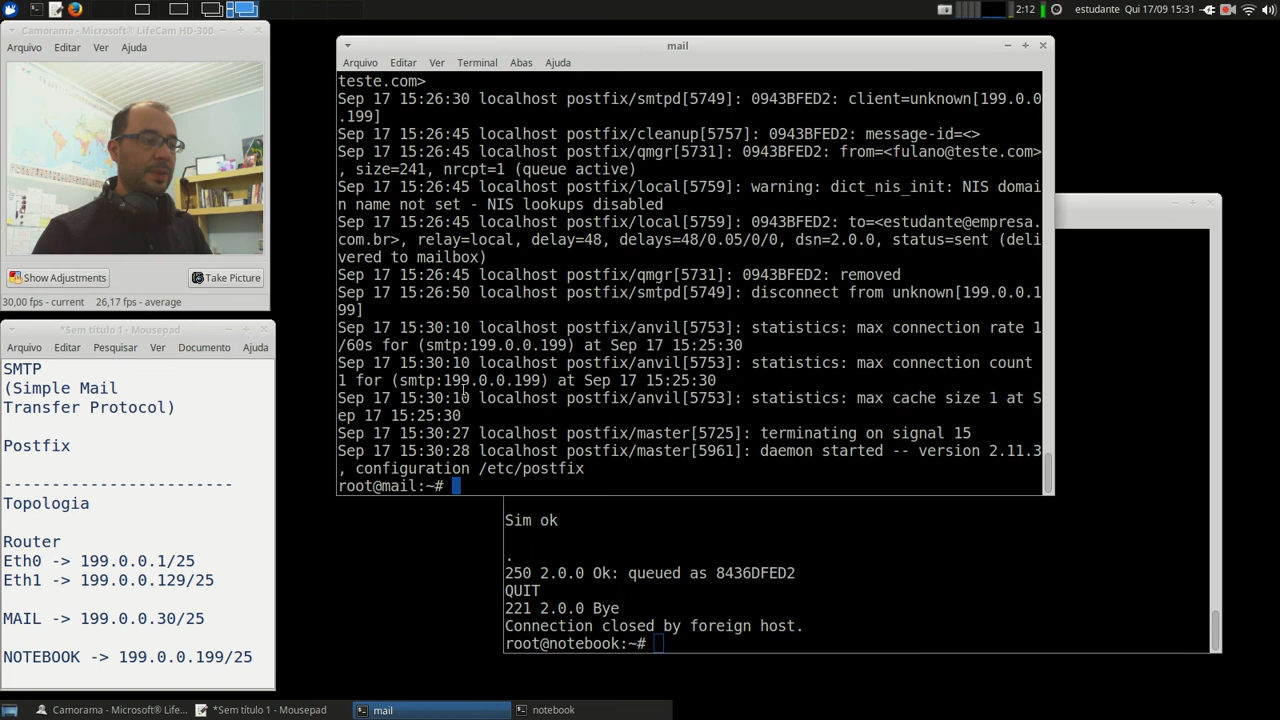 2:12
estudante
Qui 17/09 15:31
Camorama - Microsoft® LifeCam HD-300
Arquivo Editar Ver Ajuda
Show Adjustments
Take Picture
30,00 fps - current 26,17 fps - average
*Sem título 1 - Mousepad
Arquivo Editar Pesquisar Ver Documento Ajuda
SMTP
(Simple Mail
Transfer Protocol)
Postfix
--------------------------
Topologia
Router
Eth0 -> 199.0.0.1/25
Eth1 -> 199.0.0.129/25
MAIL -> 199.0.0.30/25
NOTEBOOK -> 199.0.0.199/25
mail
Arquivo Editar Ver Terminal Abas Ajuda
teste.com>
Sep 17 15:26:30 localhost postfix/smtpd[5749]: 0943BFED2: client=unknown[199.0.0
.199]
Sep 17 15:26:45 localhost postfix/cleanup[5757]: 0943BFED2: message-id=<>
Sep 17 15:26:45 localhost postfix/qmgr[5731]: 0943BFED2: from=<fulano@teste.com>
, size=241, nrcpt=1 (queue active)
Sep 17 15:26:45 localhost postfix/local[5759]: warning: dict_nis_init: NIS domai
n name not set - NIS lookups disabled
Sep 17 15:26:45 localhost postfix/local[5759]: 0943BFED2: to=<estudante@empresa.
com.br>, relay=local, delay=48, delays=48/0.05/0/0, dsn=2.0.0, status=sent (deli
vered to mailbox)
Sep 17 15:26:45 localhost postfix/qmgr[5731]: 0943BFED2: removed
Sep 17 15:26:50 localhost postfix/smtpd[5749]: disconnect from unknown[199.0.0.1
99]
Sep 17 15:30:10 localhost postfix/anvil[5753]: statistics: max connection rate 1
/60s for (smtp:199.0.0.199) at Sep 17 15:25:30
Sep 17 15:30:10 localhost postfix/anvil[5753]: statistics: max connection count
1 for (smtp:199.0.0.199) at Sep 17 15:25:30
Sep 17 15:30:10 localhost postfix/anvil[5753]: statistics: max cache size 1 at S
ep 17 15:25:30
Sep 17 15:30:27 localhost postfix/master[5725]: terminating on signal 15
Sep 17 15:30:28 localhost postfix/master[5961]: daemon started -- version 2.11.3
, configuration /etc/postfix
root@mail:~#
Sim ok
.
250 2.0.0 Ok: queued as 8436DFED2
QUIT
221 2.0.0 Bye
Connection closed by foreign host.
root@notebook:~#
Camorama - Microsoft® LifeC...
*Sem título 1 - Mousepad
mail
notebook